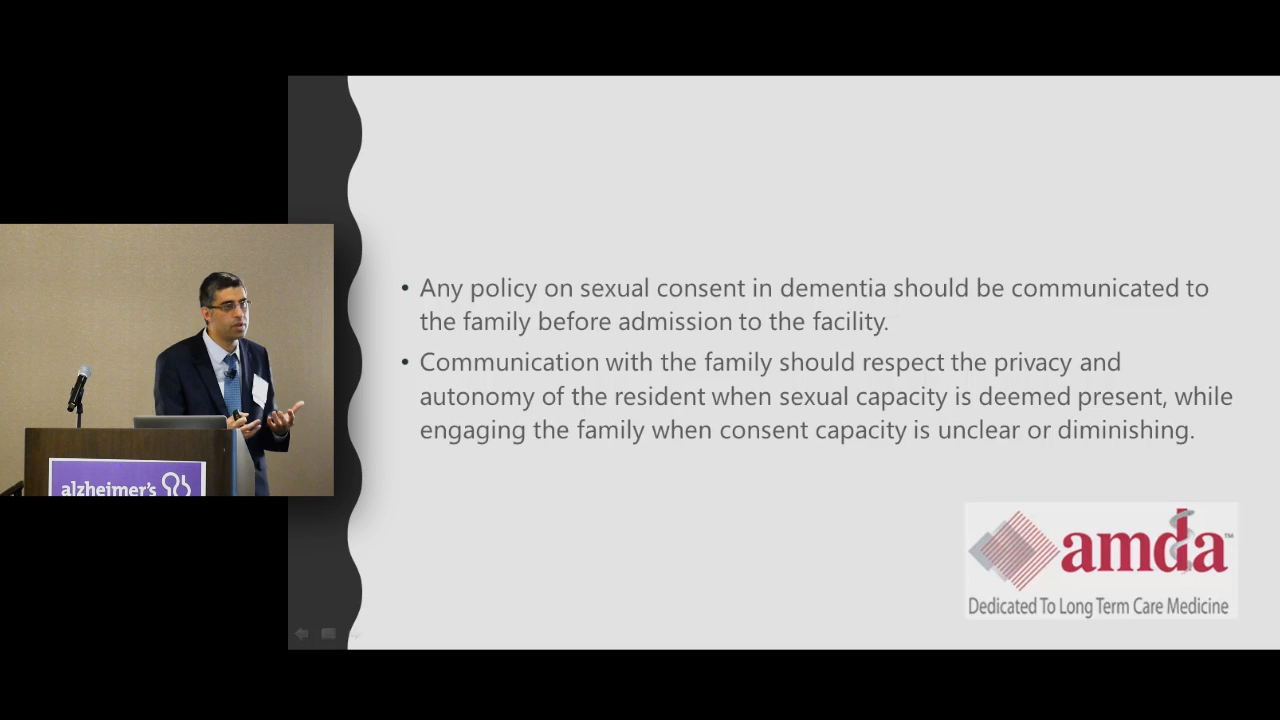 • Any policy on sexual consent in dementia should be communicated to
the family before admission to the facility.
• Communication with the family should respect the privacy and
autonomy of the resident when sexual capacity is deemed present, while
engaging the family when consent capacity is unclear or diminishing.
alzheimer's
amda™
Dedicated To Long Term Care Medicine